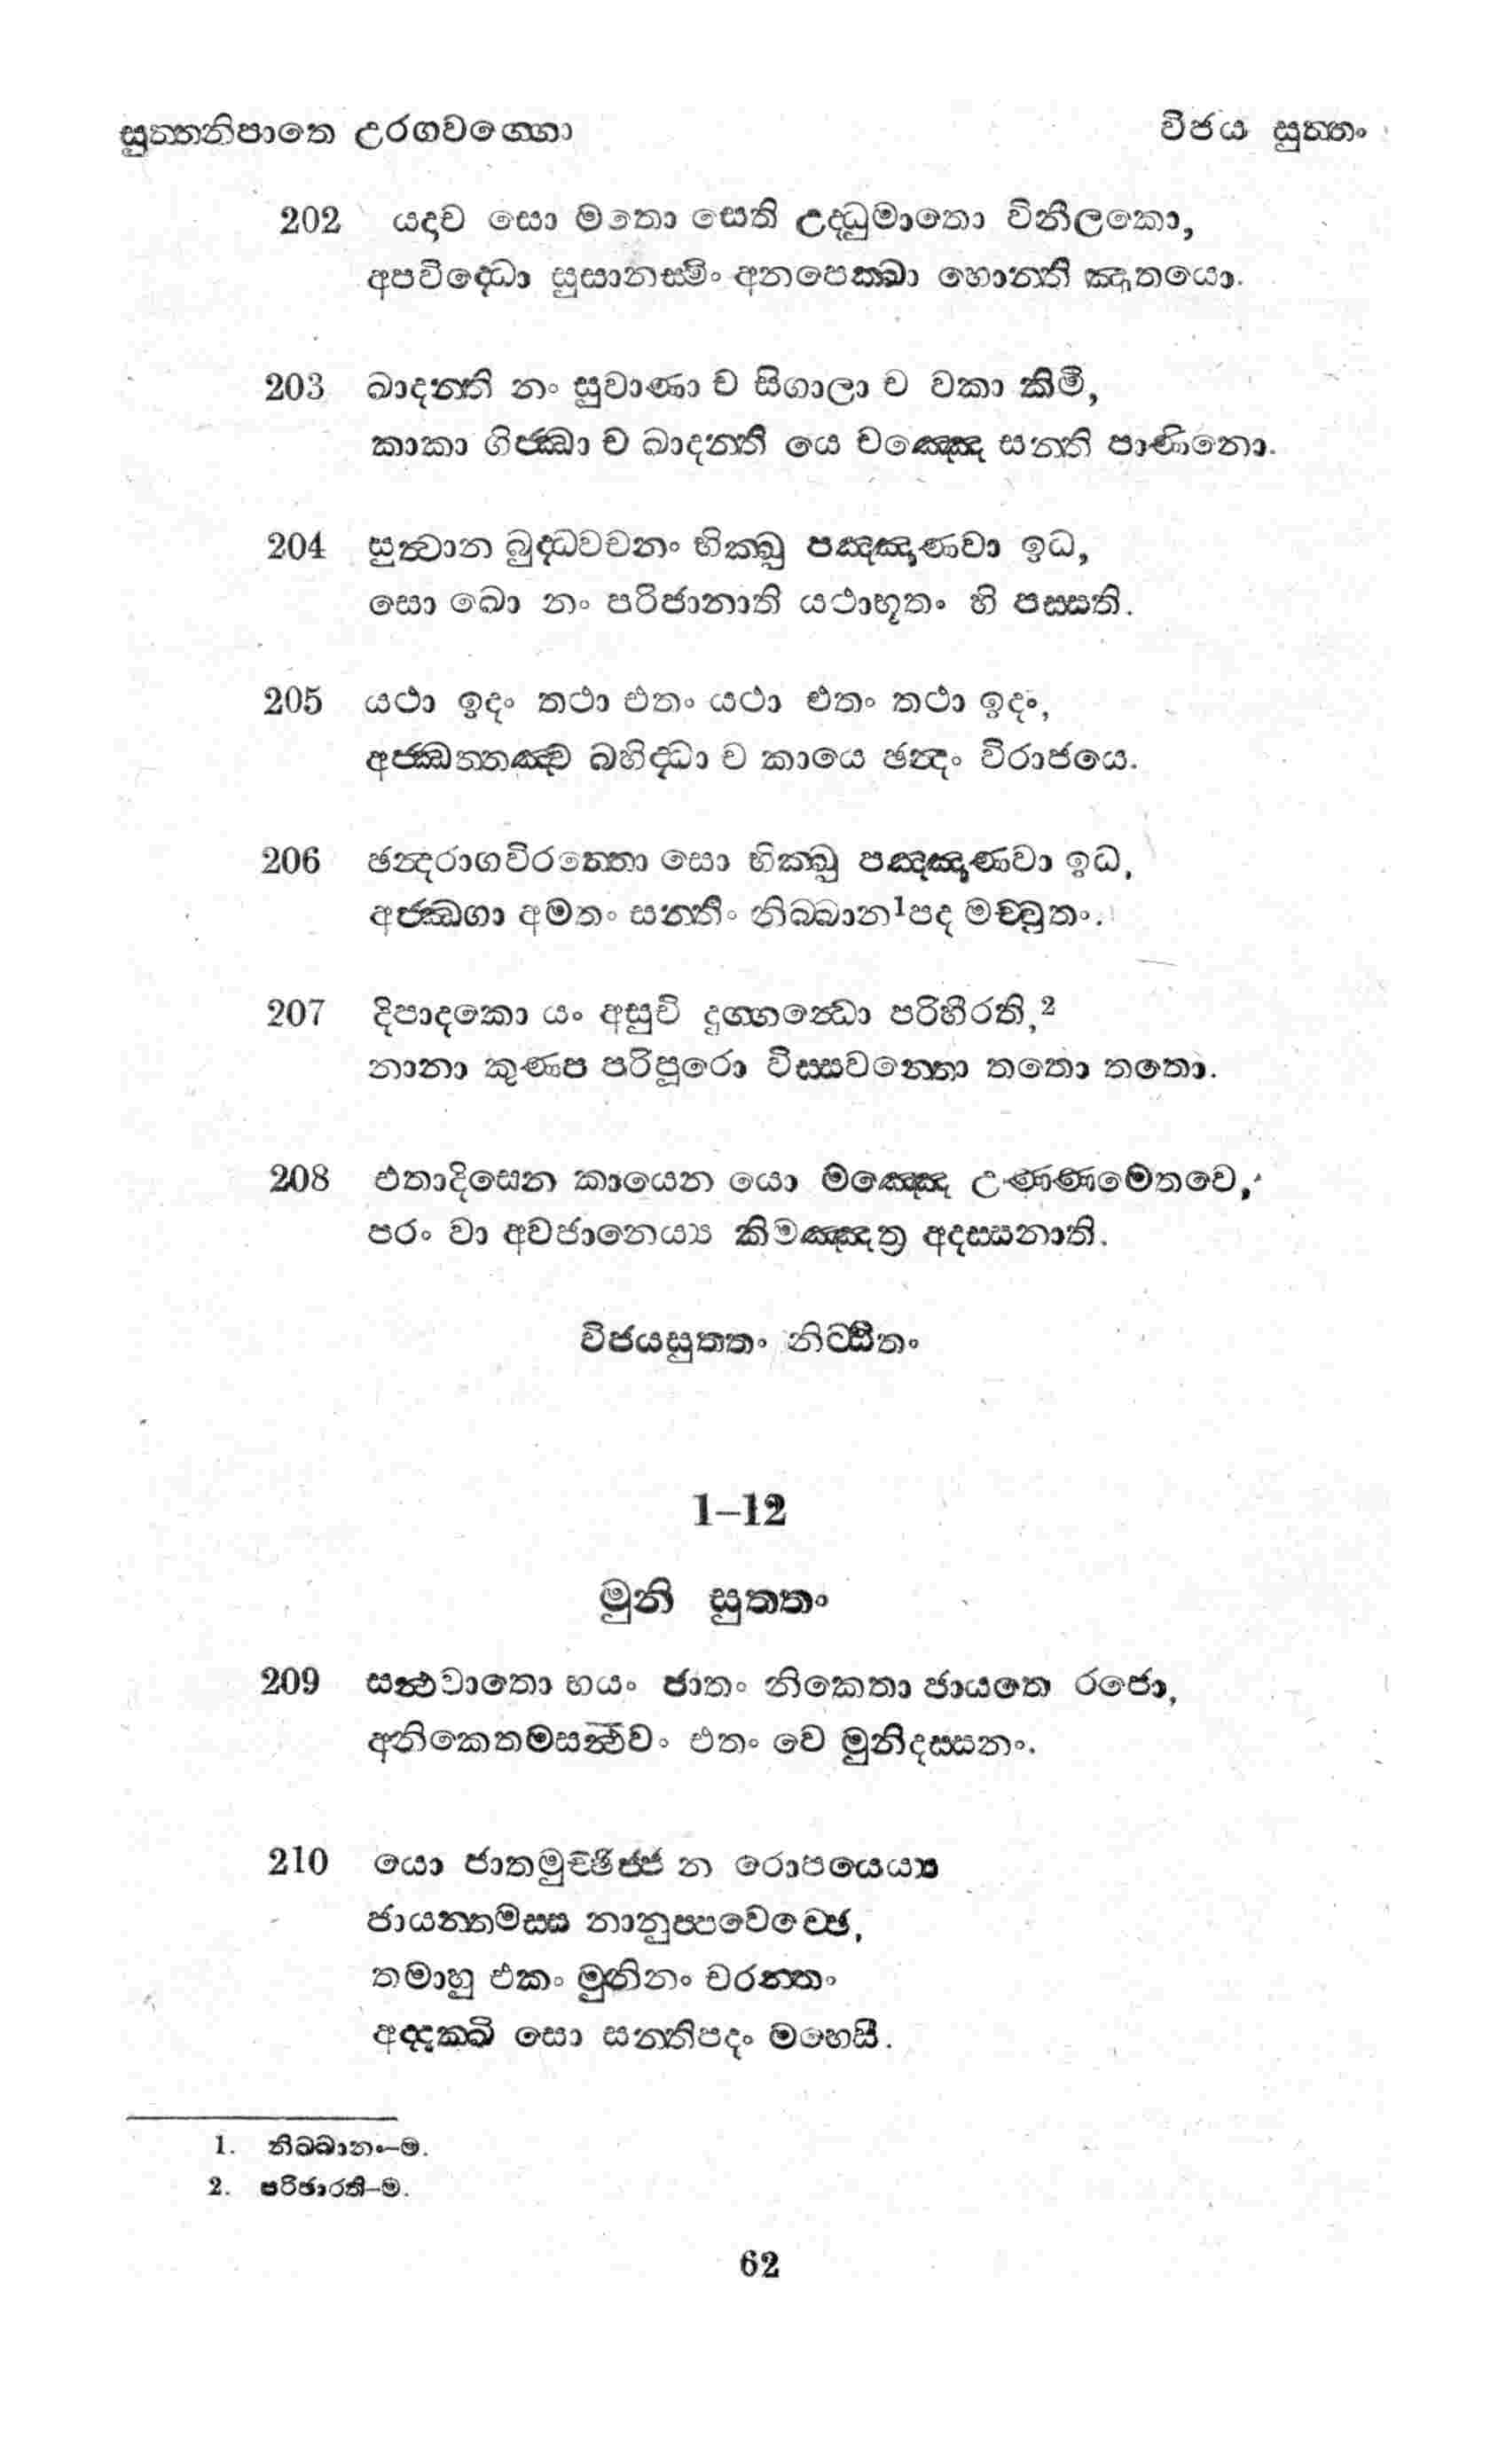 සුත්තනිපාතෙ උරගවග්ගො
විජය සුත්තං
202 යදාච සො මතො සෙති උද්ධුමාතො විනීලකො,
අපවිද්ධො සුසානස්මිං අනපෙක්ඛා හොන්ති ඤාතයො.
203 ඛාදන්ති නං සුවාණා ච සිගාලා ච වකා කිමී,
කාකා ගිජ්ඣා ච ඛාදන්ති යෙ චඤ්ඤෙ සන්ති පාණිනො.
204 සුත්වාන බුද්ධවචනං භික්ඛු පඤ්ඤාණවා ඉධ,
සො ඛො නං පරිජානාති යථාභූතං හි පස්සති.
205 යථා ඉදං තථා එතං යථා එතං තථා ඉදං,
අජ්ඣත්තඤ්ච බහිද්ධා ච කායෙ ඡන්දං විරාජයෙ.
206 ඡන්දරාගවිරත්තො සො භික්ඛු පඤ්ඤාණවා ඉධ,
අජ්ඣගා අමතං සන්තිං නිබ්බාන¹පද මච්චුතං.
207 දිපාදකො යං අසුචි දුග්ගන්ධො පරිහීරති,²
නානා කුණප පරිපූරො විස්සවන්තො තතො තතො.
208 එතාදිසෙන කායෙන යො මඤ්ඤෙ උණ්ණමෙතවෙ,
පරං වා අවජානෙය්‍ය කිමඤ්ඤත්‍ර අදස්සනාති.
විජයසුත්තං නිට්ඨිතං
1–12
මුනි සුත්තං
209 සන්ථවාතො භයං ජාතං නිකෙතා ජායතෙ රජො,
අනිකෙතමසන්ථවං එතං වෙ මුනිදස්සනං.
210 යො ජාතමුච්ඡිජ්ජ න රොපයෙය්‍ය
ජායන්තමස්ස නානුප්පවෙච්ඡෙ,
තමාහු එකං මුනිනං චරන්තං
අද්දක්ඛි සො සන්තිපදං මහෙසී.
1. නිබ්බානං–ම.
2. පරිඡාරති–ම.
62